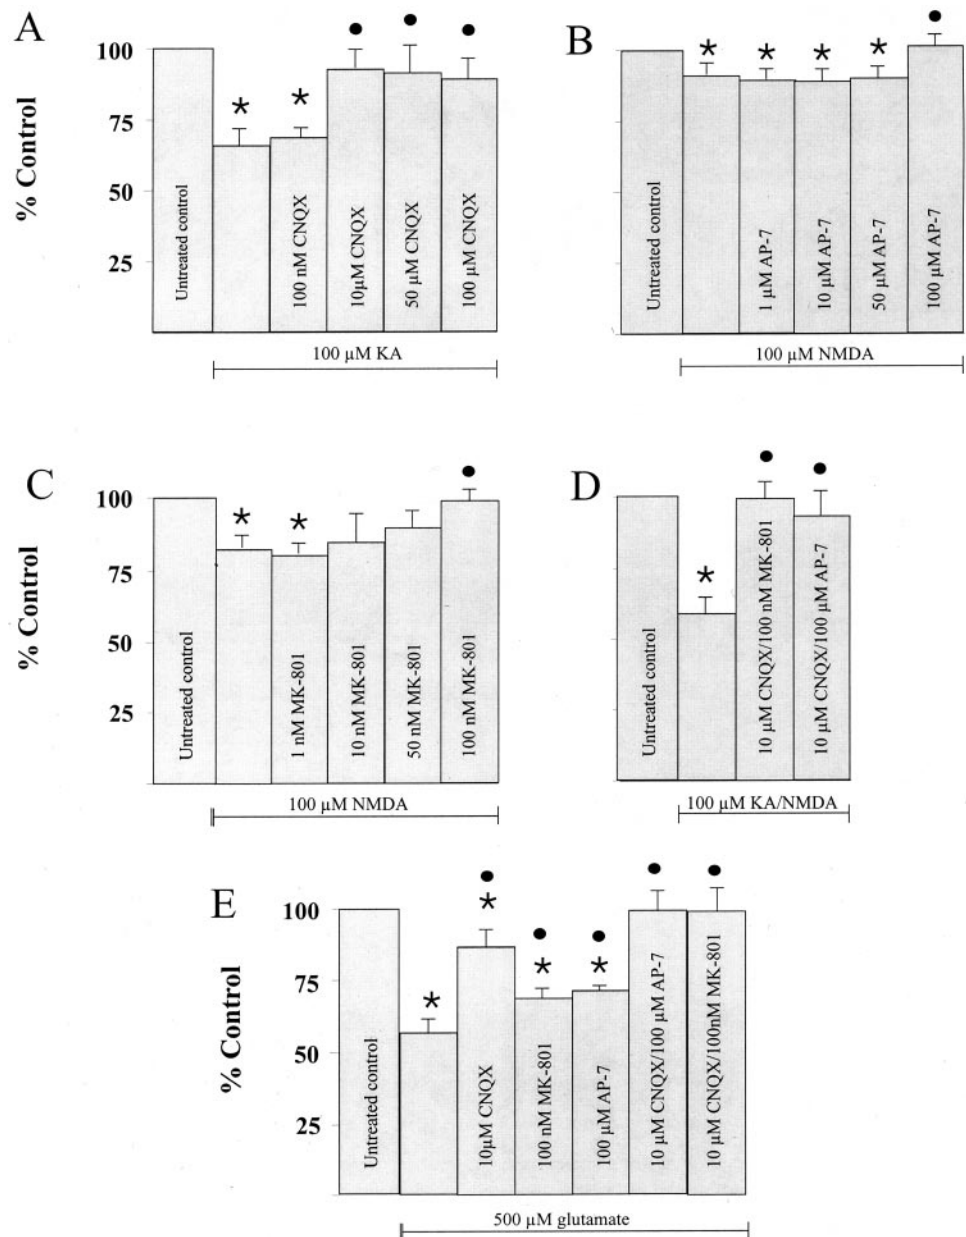 A
% Control
100
75
50
25
Untreated control
100 nM CNQX
10µM CNQX
50 µM CNQX
100 µM CNQX
100 µM KA
B
Untreated control
1 µM AP-7
10 µM AP-7
50 µM AP-7
100 µM AP-7
100 µM NMDA
C
% Control
100
75
50
25
Untreated control
1 nM MK-801
10 nM MK-801
50 nM MK-801
100 nM MK-801
100 µM NMDA
D
Untreated control
10 µM CNQX/100 nM MK-801
10 µM CNQX/100 µM AP-7
100 µM KA/NMDA
E
% Control
100
75
50
25
Untreated control
10µM CNQX
100 nM MK-801
100 µM AP-7
10 µM CNQX/100 µM AP-7
10 µM CNQX/100nM MK-801
500 µM glutamate